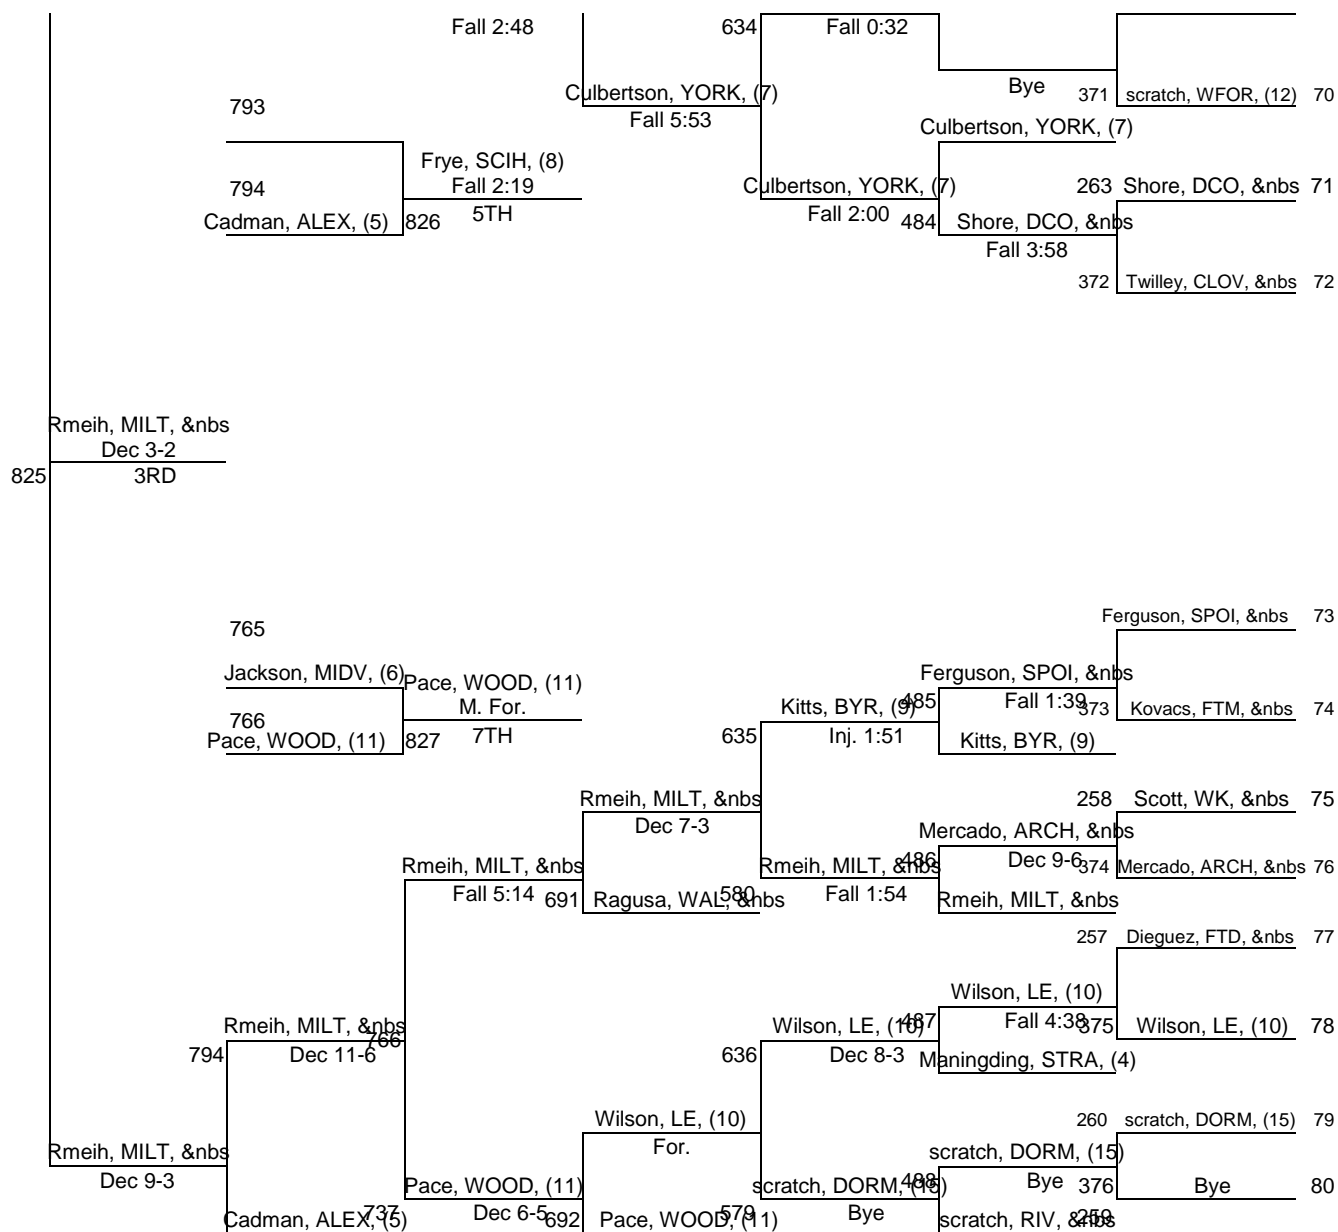 Fall 2:48
634
Fall 0:32
Bye
371 scratch, WFOR, (12) 70
793
Culbertson, YORK, (7)
Fall 5:53
Culbertson, YORK, (7)
Frye, SCIH, (8)
794
Fall 2:19
Culbertson, YORK, (7)
263 Shore, DCO, &nbs 71
Cadman, ALEX, (5) 826
5TH
Fall 2:00
484 Shore, DCO, &nbs
Fall 3:58
372 Twilley, CLOV, &nbs 72
Rmeih, MILT, &nbs
Dec 3-2
825
3RD
Ferguson, SPOI, &nbs 73
765
Jackson, MIDV, (6)
Pace, WOOD, (11)
Ferguson, SPOI, &nbs
766
M. For.
Kitts, BYR, (9)
485
Fall 1:39
373 Kovacs, FTM, &nbs 74
Pace, WOOD, (11) 827
7TH
635
Inj. 1:51
Kitts, BYR, (9)
Rmeih, MILT, &nbs
258 Scott, WK, &nbs 75
Dec 7-3
Mercado, ARCH, &nbs
Rmeih, MILT, &nbs
Rmeih, MILT, &nbs
486
Dec 9-6
374 Mercado, ARCH, &nbs 76
Fall 5:14
691 Ragusa, WAL, &nbs
580
Fall 1:54
Rmeih, MILT, &nbs
257 Dieguez, FTD, &nbs 77
Wilson, LE, (10)
Rmeih, MILT, &nbs
766
Wilson, LE, (10)
487
Fall 4:38
375 Wilson, LE, (10) 78
794
Dec 11-6
636
Dec 8-3
Maningding, STRA, (4)
Wilson, LE, (10)
260 scratch, DORM, (15) 79
For.
Rmeih, MILT, &nbs
scratch, DORM, (15)
Dec 9-3
Pace, WOOD, (11)
scratch, DORM, (15)
488
Bye
376 Bye 80
Cadman, ALEX, (5)
737
Dec 6-5
692 Pace, WOOD, (11)
579
Bye
scratch, RIV, &nbs
259